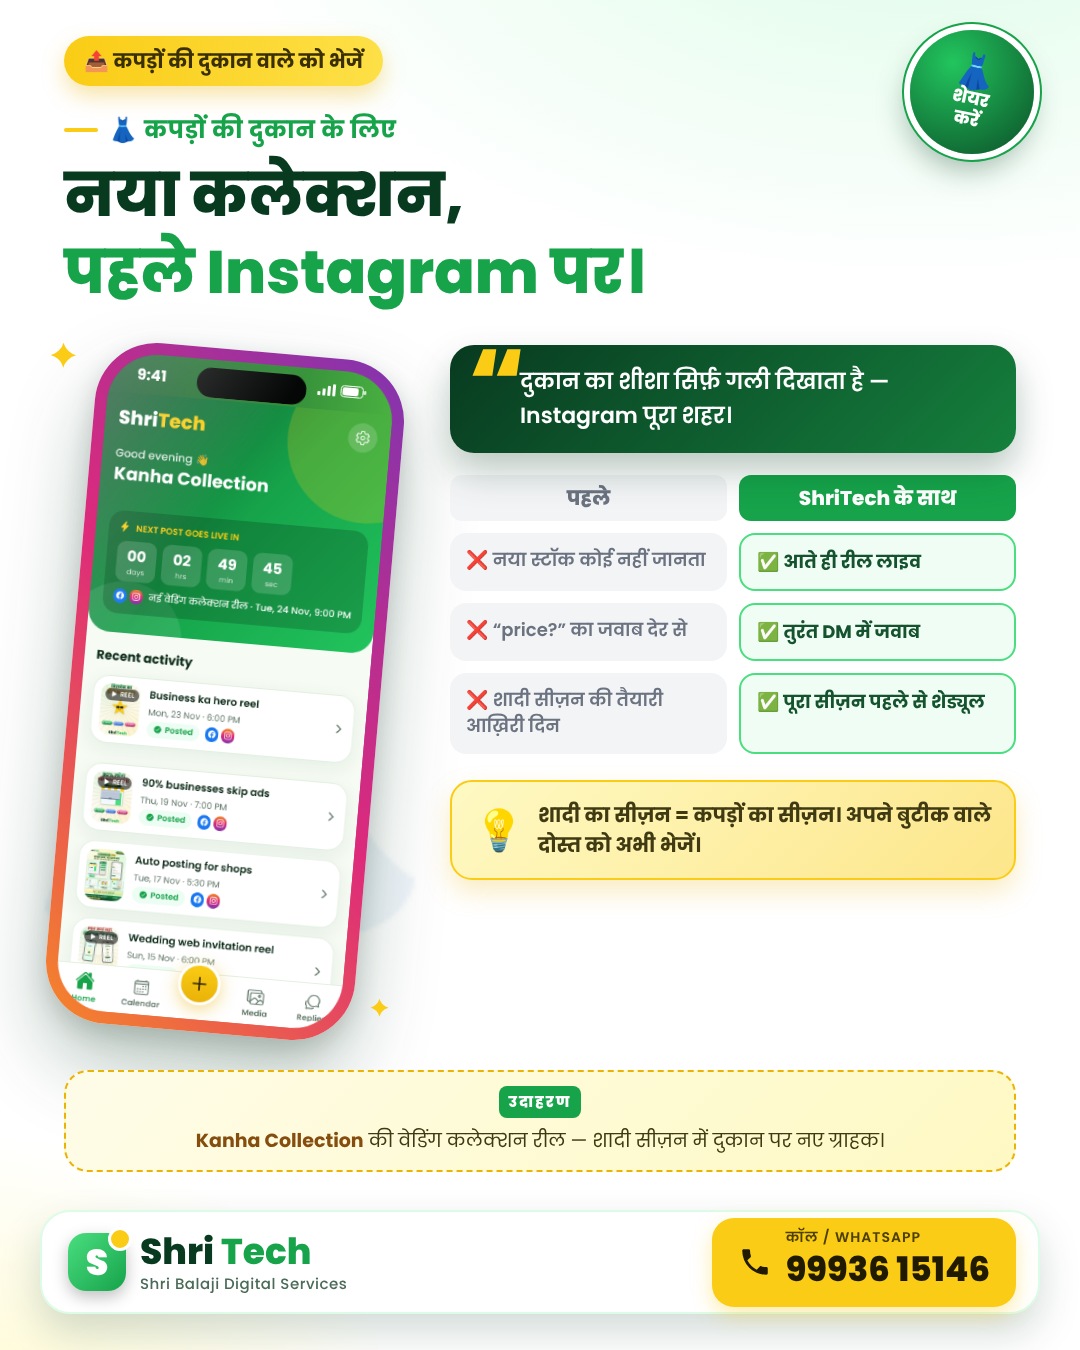 📤 कपड़ों की दुकान वाले को भेजें
👗 शेयर
करें
👗 कपड़ों की दुकान के लिए
नया कलेक्शन,
पहले Instagram पर।
9:41
ShriTech
Good evening 👋
Kanha Collection
⚡ NEXT POST GOES LIVE IN
00 02 49 45
days hrs min sec
नई वेडिंग कलेक्शन रील · Tue, 24 Nov, 9:00 PM
Recent activity
▶ REEL
Business ka hero reel
Mon, 23 Nov · 6:00 PM
Posted
▶ REEL
90% businesses skip ads
Thu, 19 Nov · 7:00 PM
Posted
Auto posting for shops
Tue, 17 Nov · 5:30 PM
Posted
▶ REEL
Wedding web invitation reel
Sun, 15 Nov · 6:00 PM
Home Calendar + Media
“दुकान का शीशा सिर्फ़ गली दिखाता है —
Instagram पूरा शहर।
पहले ShriTech के साथ
❌ नया स्टॉक कोई नहीं जानता ✅ आते ही रील लाइव
❌ “price?” का जवाब देर से ✅ तुरंत DM में जवाब
❌ शादी सीज़न की तैयारी ✅ पूरा सीज़न पहले से शेड्यूल
आख़िरी दिन
💡 शादी का सीज़न = कपड़ों का सीज़न। अपने बुटीक वाले
दोस्त को अभी भेजें।
उदाहरण
Kanha Collection की वेडिंग कलेक्शन रील — शादी सीज़न में दुकान पर नए ग्राहक।
S
Shri Tech
Shri Balaji Digital Services
कॉल / WHATSAPP
99936 15146